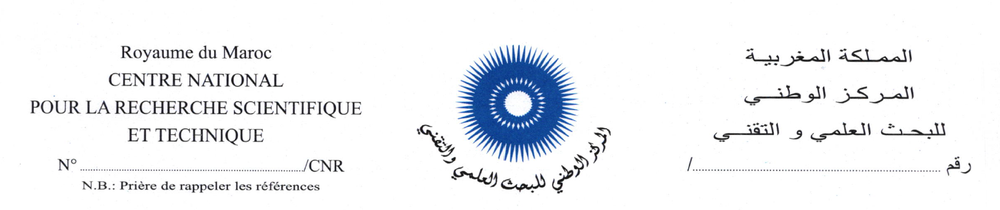 Royaume du Maroc
CENTRE NATIONAL
POUR LA RECHERCHE SCIENTIFIQUE
ET TECHNIQUE
N° ................................................../CNR
N.B.: Prière de rappeler les références
المركز الوطني للبحث العلمي والتقني
المملكة المغربية
المركز الوطني
للبحث العلمي و التقني
رقم ................................................../